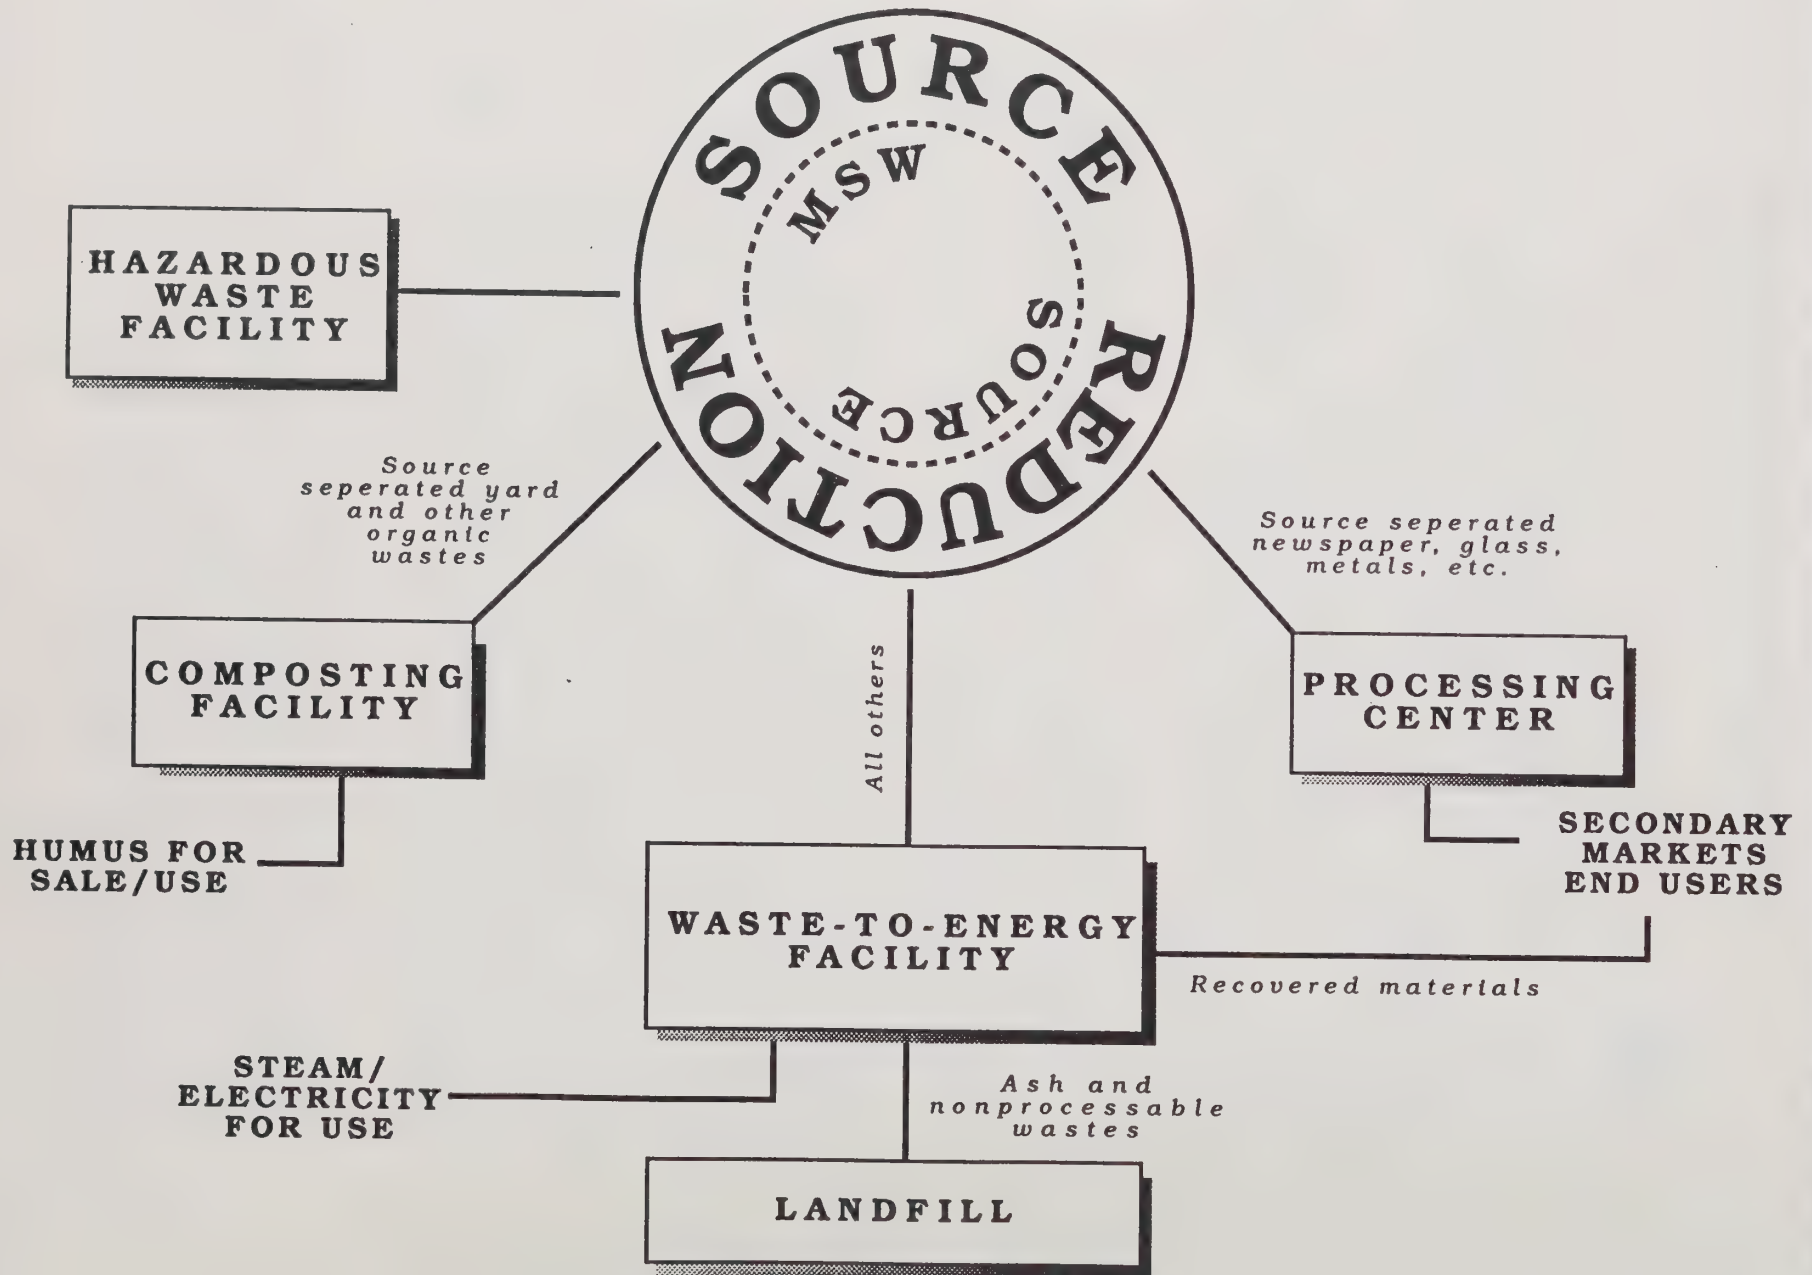 SOURCE
REDUCTION
MSW
SOURCE
HAZARDOUS
WASTE
FACILITY
Source
seperated yard
and other
organic
wastes
Source seperated
newspaper, glass,
metals, etc.
COMPOSTING
FACILITY
All others
PROCESSING
CENTER
HUMUS FOR
SALE/USE
SECONDARY
MARKETS
END USERS
WASTE-TO-ENERGY
FACILITY
Recovered materials
STEAM/
ELECTRICITY
FOR USE
Ash and
nonprocessable
wastes
LANDFILL